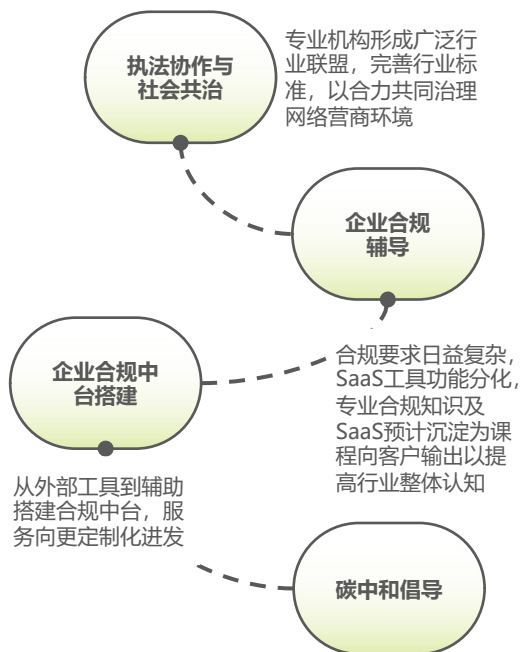 执法协作与
社会共治
专业机构形成广泛行
业联盟，完善行业标
准，以合力共同治理
网络营商环境
企业合规
辅导
合规要求日益复杂，
SaaS工具功能分化，
专业合规知识及
SaaS预计沉淀为课
程向客户输出以提
高行业整体认知
企业合规中
台搭建
从外部工具到辅助
搭建合规中台，服
务向更定制化进发
碳中和倡导